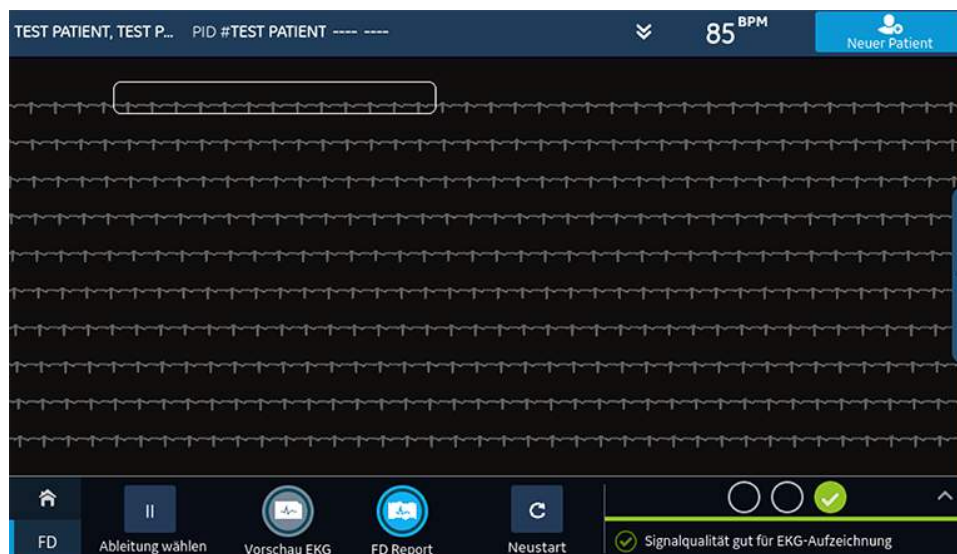 TEST PATIENT, TEST P... PID #TEST PATIENT ---- ---- 85 BPM Neuer Patient
II
FD Ableitung wählen Vorschau EKG FD Report Neustart Signalqualität gut für EKG-Aufzeichnung